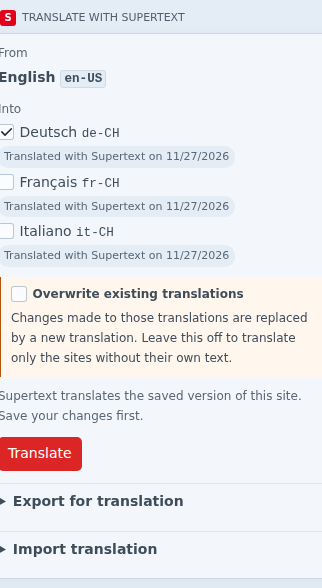 S TRANSLATE WITH SUPERTEXT
From
English en-US
Into
Deutsch de-CH
Translated with Supertext on 11/27/2026
Français fr-CH
Translated with Supertext on 11/27/2026
Italiano it-CH
Translated with Supertext on 11/27/2026
Overwrite existing translations
Changes made to those translations are replaced
by a new translation. Leave this off to translate
only the sites without their own text.
Supertext translates the saved version of this site.
Save your changes first.
Translate
Export for translation
Import translation